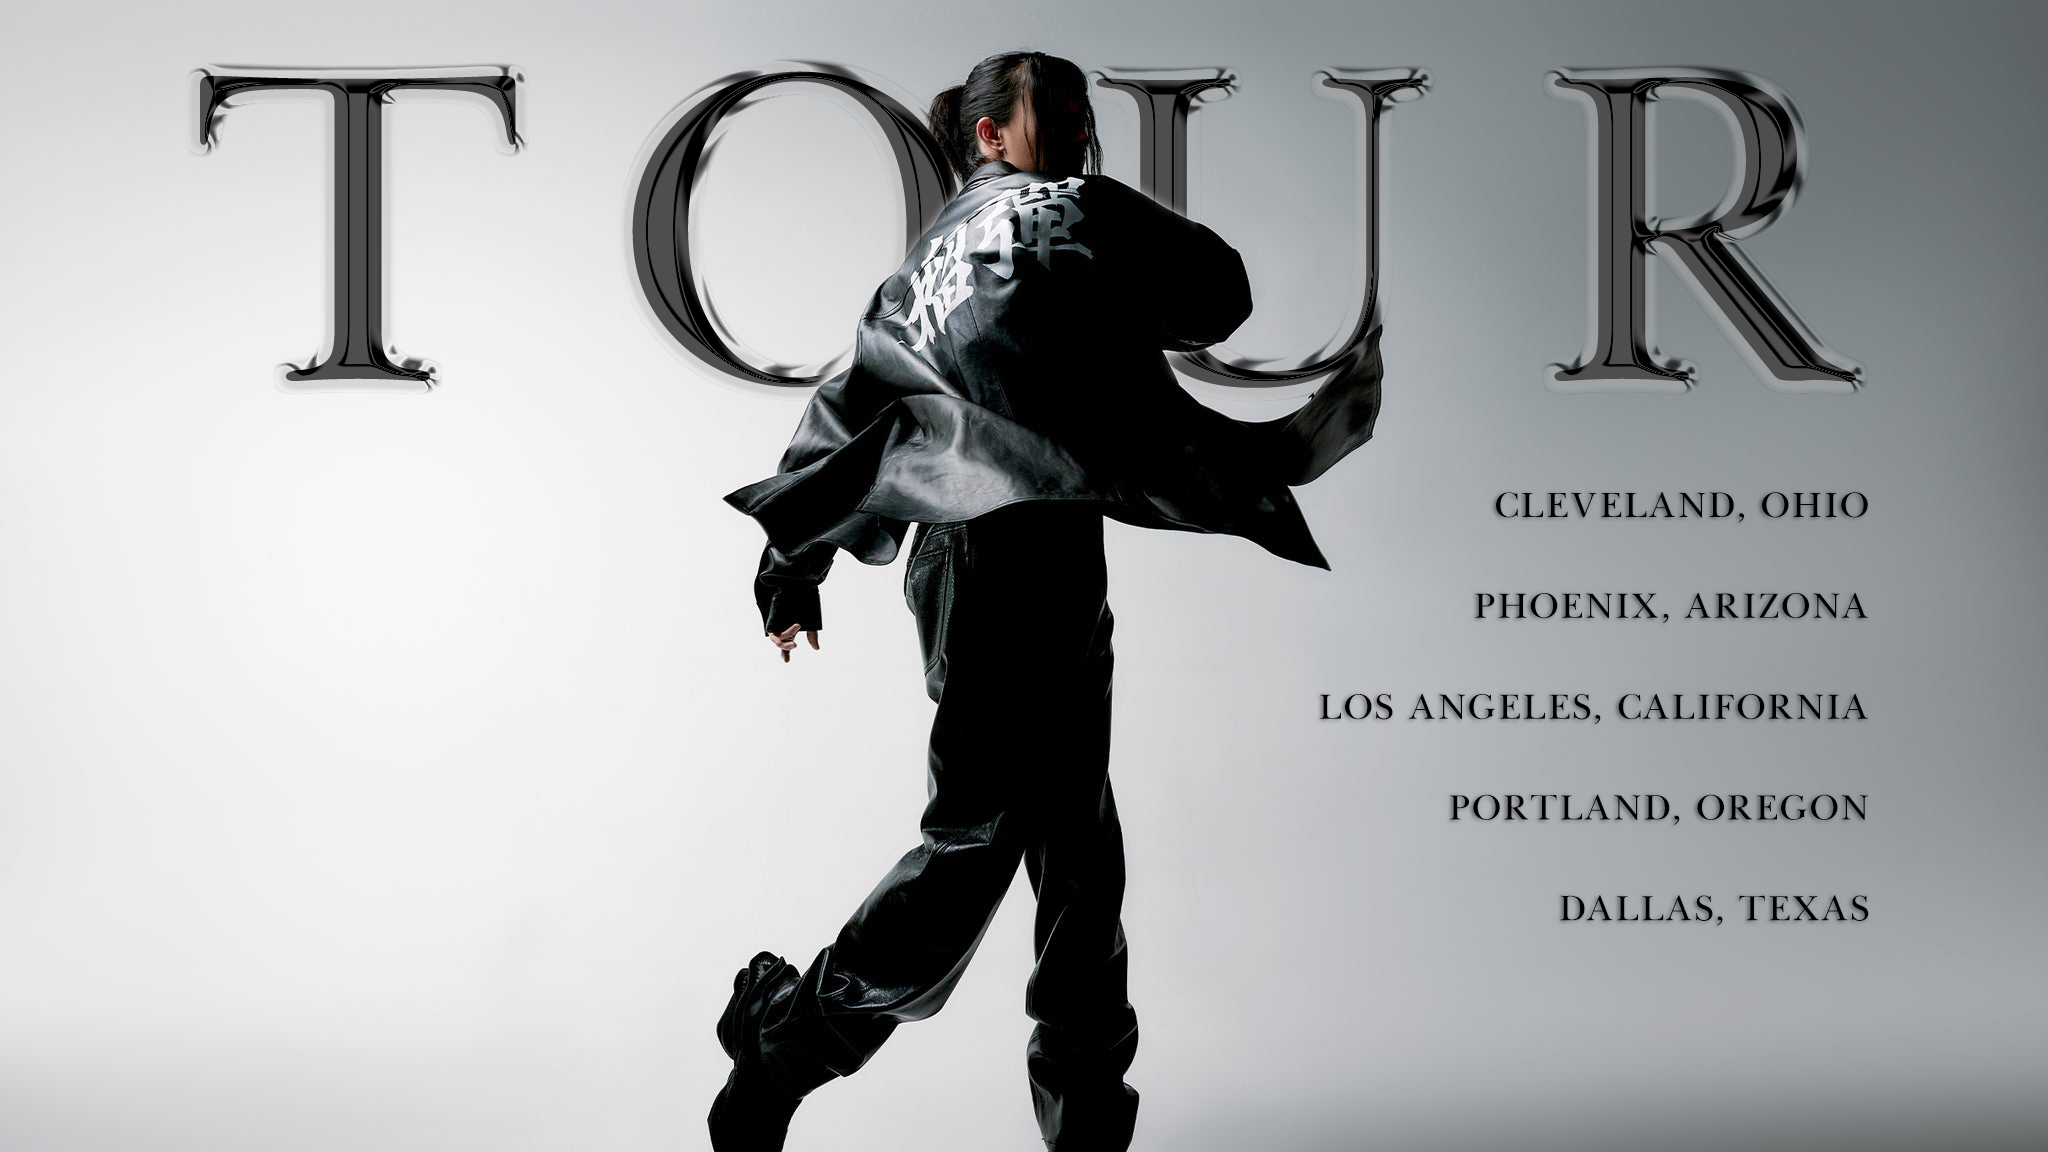 TOUR
CLEVELAND, OHIO
PHOENIX, ARIZONA
LOS ANGELES, CALIFORNIA
PORTLAND, OREGON
DALLAS, TEXAS